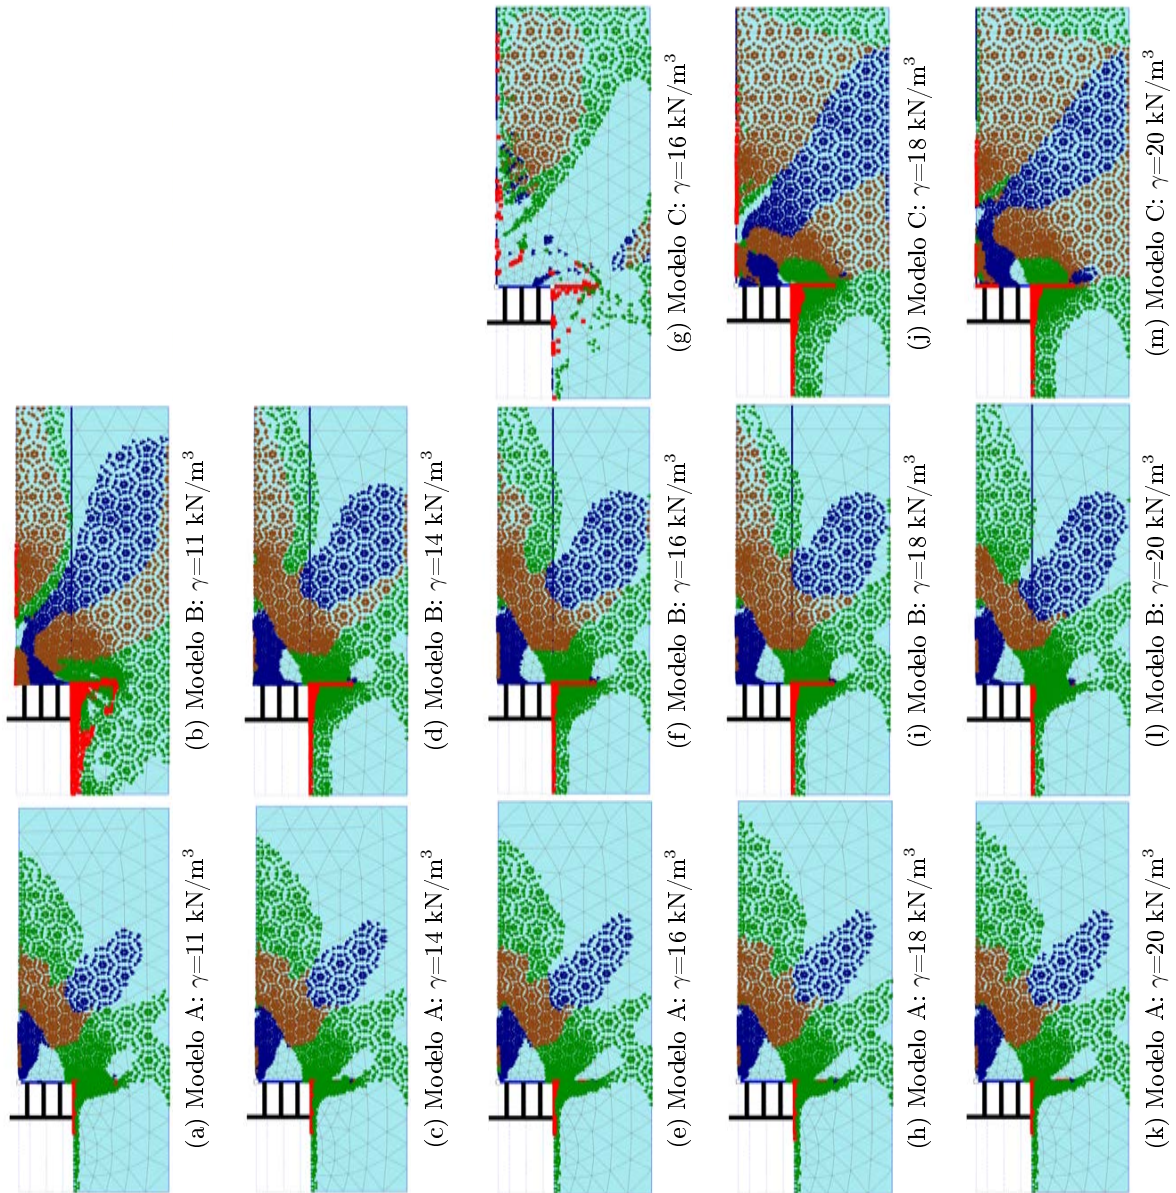 (a) Modelo A: γ=11 kN/m³
(b) Modelo B: γ=11 kN/m³
(c) Modelo A: γ=14 kN/m³
(d) Modelo B: γ=14 kN/m³
(e) Modelo A: γ=16 kN/m³
(f) Modelo B: γ=16 kN/m³
(g) Modelo C: γ=16 kN/m³
(h) Modelo A: γ=18 kN/m³
(i) Modelo B: γ=18 kN/m³
(j) Modelo C: γ=18 kN/m³
(k) Modelo A: γ=20 kN/m³
(l) Modelo B: γ=20 kN/m³
(m) Modelo C: γ=20 kN/m³